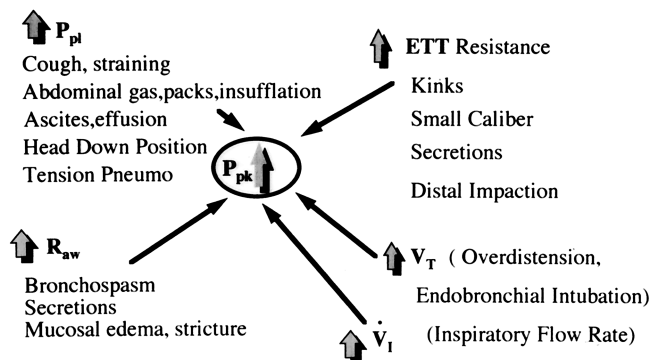 P_pl
Cough, straining
Abdominal gas,packs,insufflation
Ascites,effusion
Head Down Position
Tension Pneumo
ETT Resistance
Kinks
Small Caliber
Secretions
Distal Impaction
P_pk
R_aw
Bronchospasm
Secretions
Mucosal edema, stricture
V_T ( Overdistension,
Endobronchial Intubation)
V̇_I (Inspiratory Flow Rate)